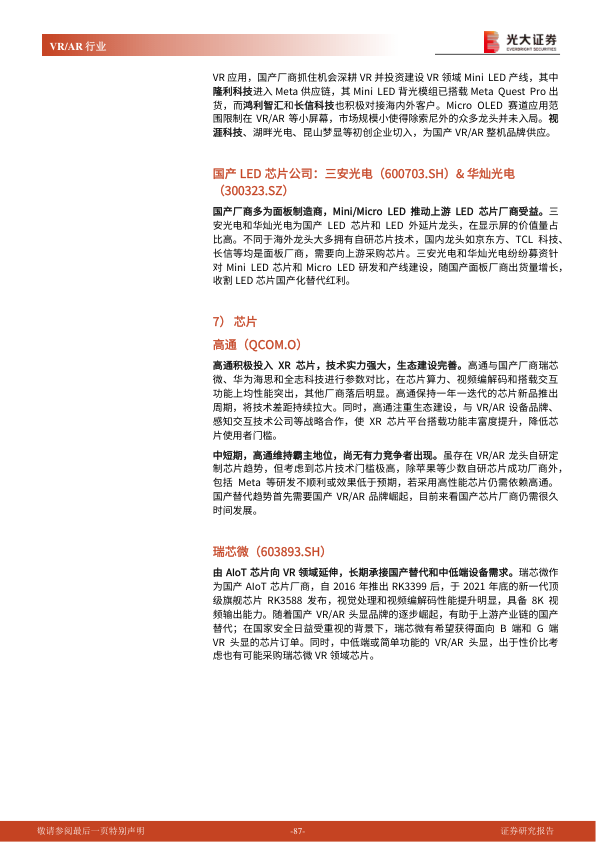 VR/AR 行业
光大证券
EVERBRIGHT SECURITIES
VR 应用，国产厂商抓住机会深耕 VR 并投资建设 VR 领域 Mini LED 产线，其中
隆利科技进入 Meta 供应链，其 Mini LED 背光模组已搭载 Meta Quest Pro 出
货，而鸿利智汇和长信科技也积极对接海内外客户。Micro OLED 赛道应用范
围限制在 VR/AR 等小屏幕，市场规模小使得除索尼外的众多龙头并未入局。视
涯科技、湖畔光电、昆山梦显等初创企业切入，为国产 VR/AR 整机品牌供应。
国产 LED 芯片公司：三安光电（600703.SH）& 华灿光电
（300323.SZ）
国产厂商多为面板制造商，Mini/Micro LED 推动上游 LED 芯片厂商受益。三
安光电和华灿光电为国产 LED 芯片和 LED 外延片龙头，在显示屏的价值量占
比高。不同于海外龙头大多拥有自研芯片技术，国内龙头如京东方、TCL 科技、
长信等均是面板厂商，需要向上游采购芯片。三安光电和华灿光电纷纷募资针
对 Mini LED 芯片和 Micro LED 研发和产线建设，随国产面板厂商出货量增长，
收割 LED 芯片国产化替代红利。
7） 芯片
高通（QCOM.O）
高通积极投入 XR 芯片，技术实力强大，生态建设完善。高通与国产厂商瑞芯
微、华为海思和全志科技进行参数对比，在芯片算力、视频编解码和搭载交互
功能上均性能突出，其他厂商落后明显。高通保持一年一迭代的芯片新品推出
周期，将技术差距持续拉大。同时，高通注重生态建设，与 VR/AR 设备品牌、
感知交互技术公司等战略合作，使 XR 芯片平台搭载功能丰富度提升，降低芯
片使用者门槛。
中短期，高通维持霸主地位，尚无有力竞争者出现。虽存在 VR/AR 龙头自研定
制芯片趋势，但考虑到芯片技术门槛极高，除苹果等少数自研芯片成功厂商外，
包括 Meta 等研发不顺利或效果低于预期，若采用高性能芯片仍需依赖高通。
国产替代趋势首先需要国产 VR/AR 品牌崛起，目前来看国产芯片厂商仍需很久
时间发展。
瑞芯微（603893.SH）
由 AIoT 芯片向 VR 领域延伸，长期承接国产替代和中低端设备需求。瑞芯微作
为国产 AIoT 芯片厂商，自 2016 年推出 RK3399 后，于 2021 年底的新一代顶
级旗舰芯片 RK3588 发布，视觉处理和视频编解码性能提升明显，具备 8K 视
频输出能力。随着国产 VR/AR 头显品牌的逐步崛起，有助于上游产业链的国产
替代；在国家安全日益受重视的背景下，瑞芯微有希望获得面向 B 端和 G 端
VR 头显的芯片订单。同时，中低端或简单功能的 VR/AR 头显，出于性价比考
虑也有可能采购瑞芯微 VR 领域芯片。
敬请参阅最后一页特别声明
-87-
证券研究报告